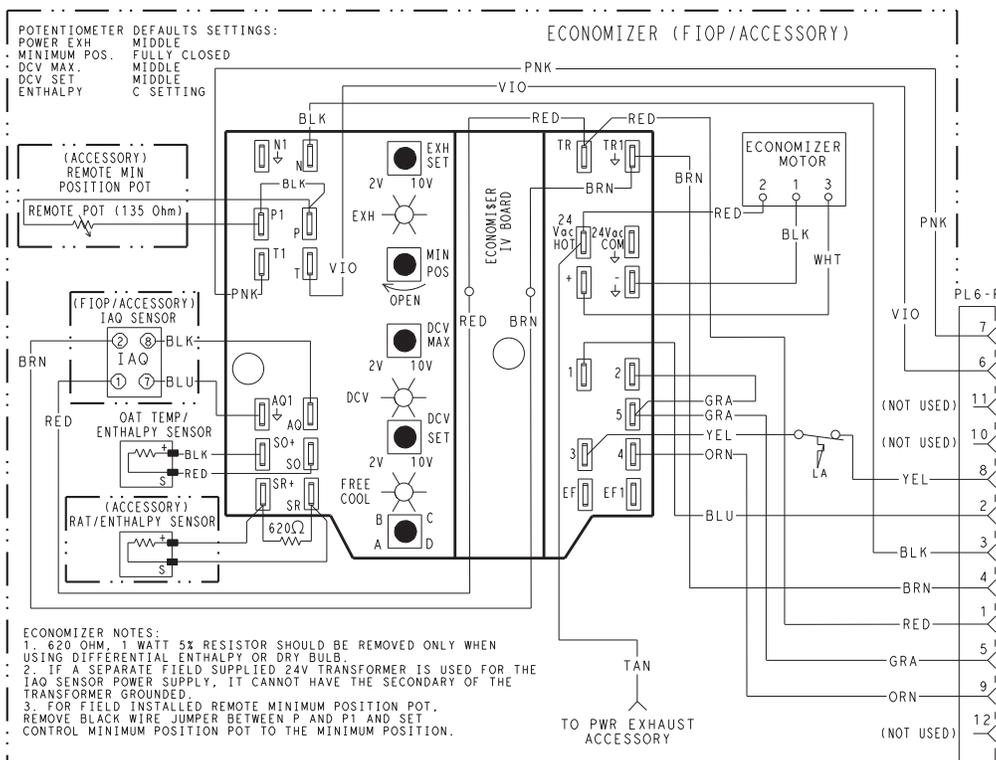 POTENTIOMETER DEFAULTS SETTINGS:
POWER EXH MIDDLE
MINIMUM POS. FULLY CLOSED
DCV MAX. MIDDLE
DCV SET MIDDLE
ENTHALPY C SETTING
ECONOMIZER (FIOP/ACCESSORY)
PNK
VIO
BLK
RED
RED
(ACCESSORY)
REMOTE MIN
POSITION POT
REMOTE POT (135 Ohm)
N1
N
BLK
P1
P
T1
T
VIO
PNK
EXH
SET
2V 10V
EXH
MIN
POS
OPEN
ECONOMI$ER
IV BOARD
TR
TR1
BRN
BRN
24
Vac
HOT
24Vac
COM
+
-
ECONOMIZER
MOTOR
2 1 3
RED
BLK
WHT
PNK
VIO
RED
BRN
(FIOP/ACCESSORY)
IAQ SENSOR
2 8
BLK
IAQ
1 7
BLU
BRN
RED
OAT TEMP/
ENTHALPY SENSOR
+
BLK
RED
S
(ACCESSORY)
RAT/ENTHALPY SENSOR
+
S
AQ1
AQ
SO+
SO
SR+
SR
620Ω
DCV
MAX
2V 10V
DCV
DCV
SET
2V 10V
FREE
COOL
B C
A D
1
2
5
3
4
EF
EF1
GRA
GRA
YEL
ORN
LA
BLU
TAN
TO PWR EXHAUST
ACCESSORY
PL6-R
7
6
(NOT USED) 11
(NOT USED) 10
YEL 8
2
BLK 3
BRN 4
RED 1
GRA 5
ORN 9
(NOT USED) 12
ECONOMIZER NOTES:
1. 620 OHM, 1 WATT 5% RESISTOR SHOULD BE REMOVED ONLY WHEN
USING DIFFERENTIAL ENTHALPY OR DRY BULB.
2. IF A SEPARATE FIELD SUPPLIED 24V TRANSFORMER IS USED FOR THE
IAQ SENSOR POWER SUPPLY, IT CANNOT HAVE THE SECONDARY OF THE
TRANSFORMER GROUNDED.
3. FOR FIELD INSTALLED REMOTE MINIMUM POSITION POT,
REMOVE BLACK WIRE JUMPER BETWEEN P AND P1 AND SET
CONTROL MINIMUM POSITION POT TO THE MINIMUM POSITION.